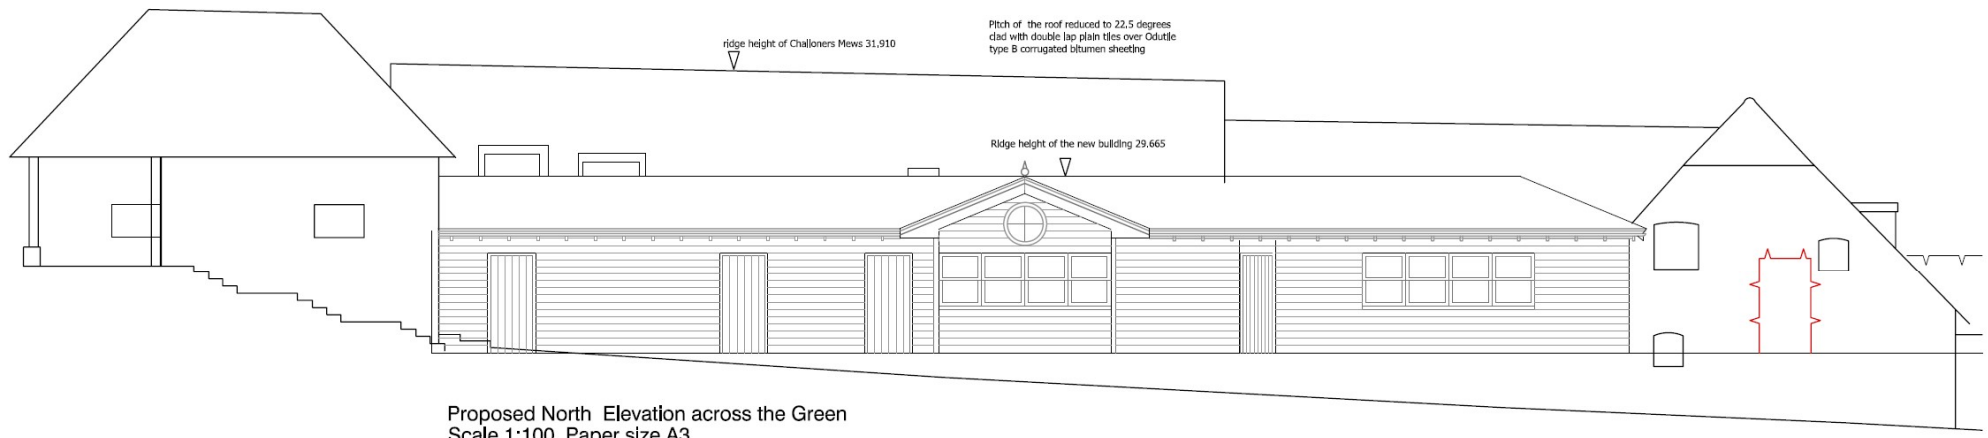 Pitch of the roof reduced to 22.5 degrees
clad with double lap plain tiles over Odutile
type B corrugated bitumen sheeting
ridge height of Challoners Mews 31,910
Ridge height of the new building 29.665
Proposed North Elevation across the Green
Scale 1:100 Paper size A3